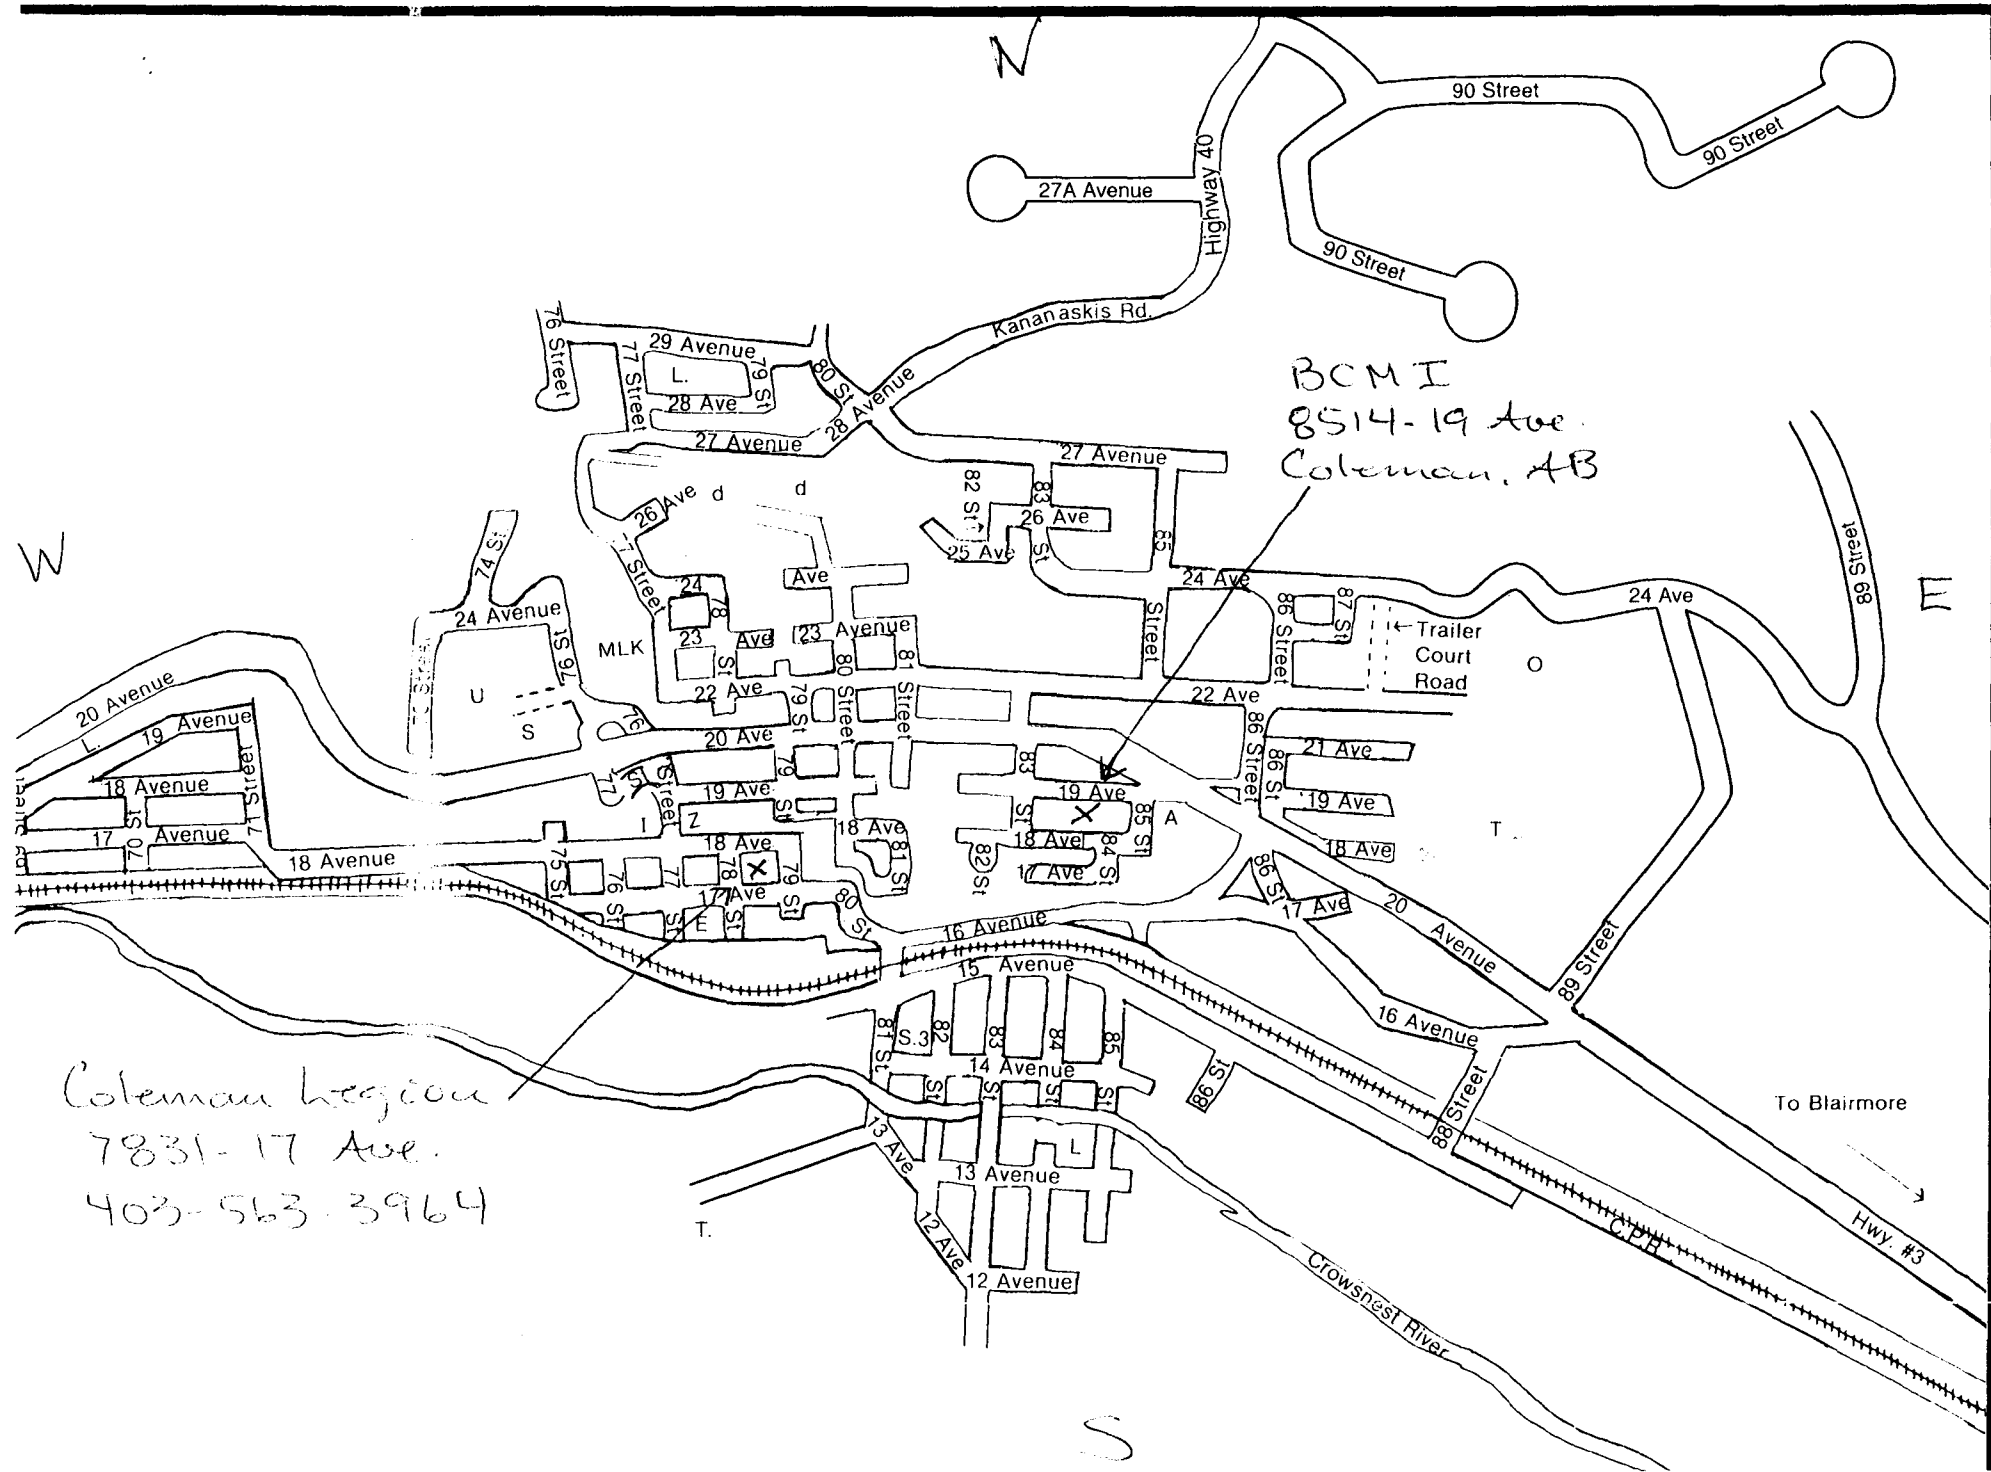 N
90 Street
90 Street
27A Avenue
Highway 40
90 Street
Kananaskis Rd.
76 Street
77 Street
29 Avenue
L.
79 St
80 St
28 Ave
28 Avenue
27 Avenue
BCMI
8514-19 Ave.
Coleman, AB
27 Avenue
W
E
26 Ave
d
d
82 St
83
26 Ave
25 Ave
St
85
89 Street
74 St
7 Street
24 Avenue
24
78
Ave
24 Ave
24 Ave
76 St
MLK
23
Ave
23 Avenue
Street
86 Street
87 St
←Trailer
Court
Road
O
U
S
St
22 Ave
79 St
80 Street
81 Street
22 Ave
20 Avenue
L.
19 Avenue
76
20 Ave
86 Street
21 Ave
18 Avenue
71 Street
77
Street
79
St
19 Ave
83
St
19 Ave
X
86 St
19 Ave
17 Avenue
70 St
I
Z
18 Ave
18 Ave
81 St
82 St
18 Ave
17 Ave
84 St
85 St
A
18 Ave
T.
18 Avenue
75 St
76 St
77
St
78
St
X
79 St
17 Ave
E
80 St
86 St
17 Ave
20 Avenue
16 Avenue
15 Avenue
89 Street
16 Avenue
81 St
S.3
82
St
83
St
84
St
85
St
14 Avenue
86 St
88 Street
Coleman Legion
7831-17 Ave.
403-563-3964
To Blairmore
13 Ave
L
13 Avenue
T.
12 Ave
12 Avenue
C.P.R.
Hwy. #3
Crowsnest River
S